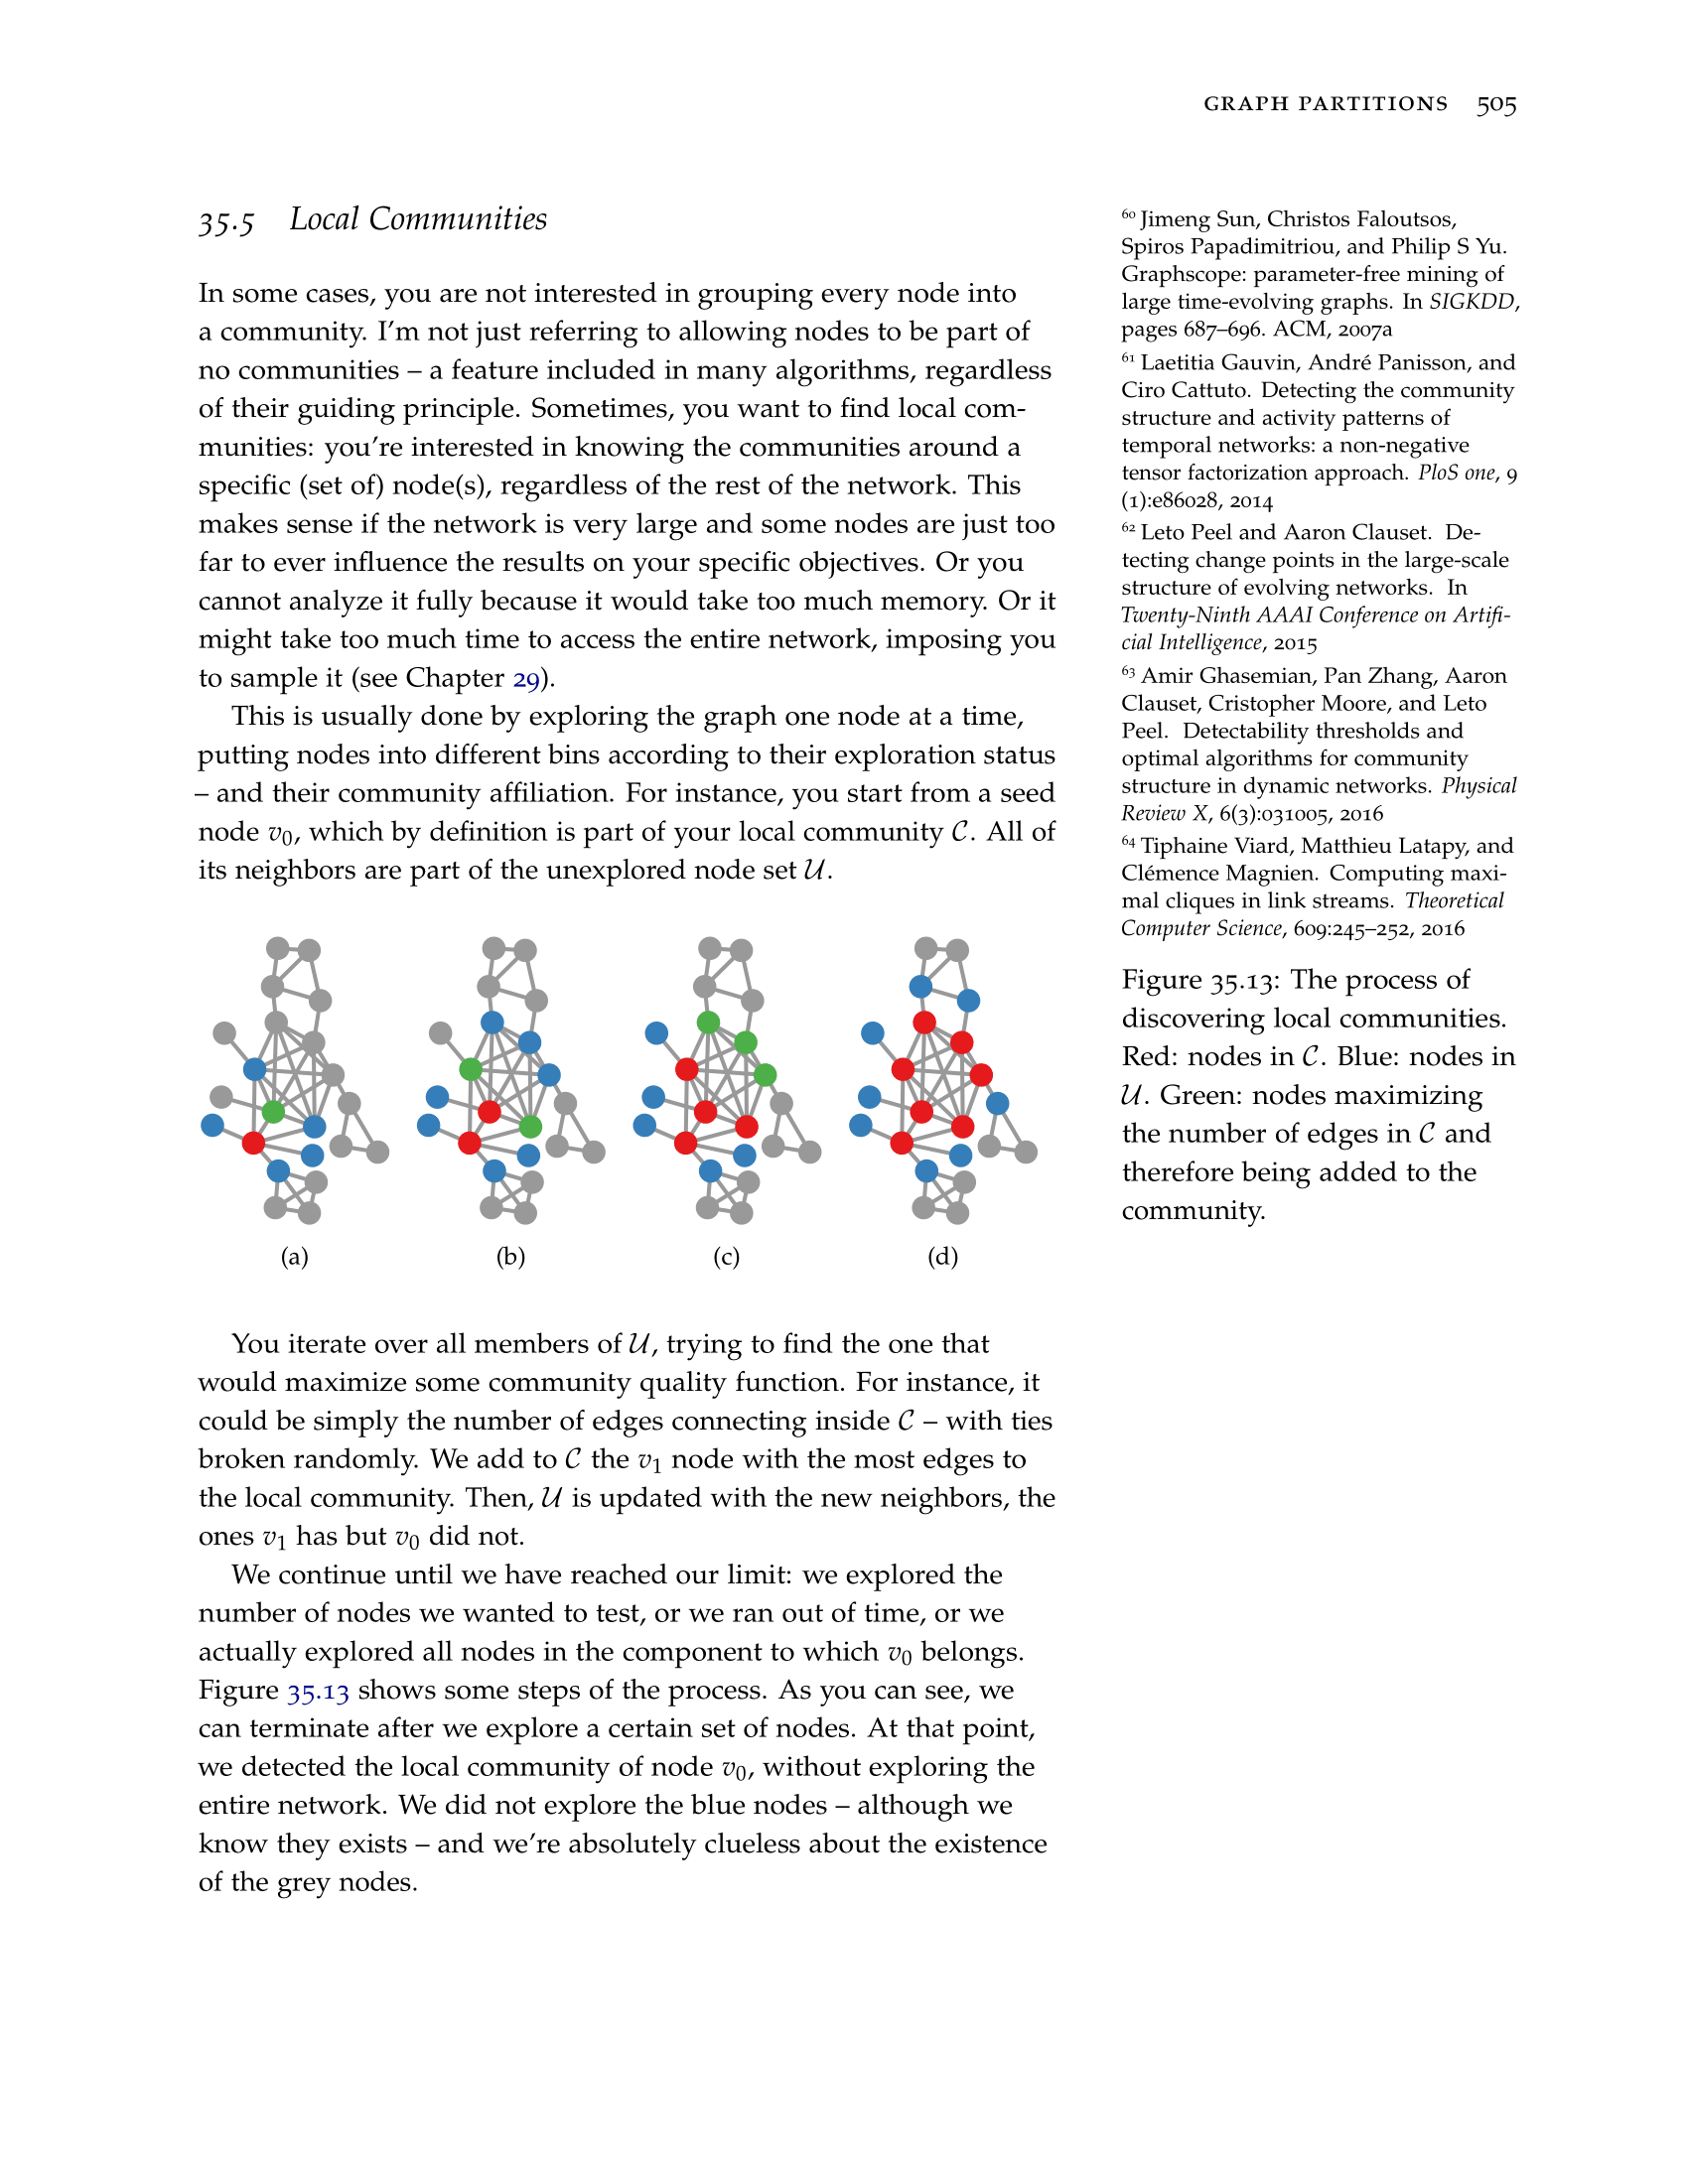 GRAPH PARTITIONS 505
35.5 Local Communities
In some cases, you are not interested in grouping every node into
a community. I'm not just referring to allowing nodes to be part of
no communities – a feature included in many algorithms, regardless
of their guiding principle. Sometimes, you want to find local com-
munities: you're interested in knowing the communities around a
specific (set of) node(s), regardless of the rest of the network. This
makes sense if the network is very large and some nodes are just too
far to ever influence the results on your specific objectives. Or you
cannot analyze it fully because it would take too much memory. Or it
might take too much time to access the entire network, imposing you
to sample it (see Chapter 29).
This is usually done by exploring the graph one node at a time,
putting nodes into different bins according to their exploration status
– and their community affiliation. For instance, you start from a seed
node v₀, which by definition is part of your local community 𝒞. All of
its neighbors are part of the unexplored node set 𝒰.
⁶⁰ Jimeng Sun, Christos Faloutsos,
Spiros Papadimitriou, and Philip S Yu.
Graphscope: parameter-free mining of
large time-evolving graphs. In SIGKDD,
pages 687–696. ACM, 2007a
⁶¹ Laetitia Gauvin, André Panisson, and
Ciro Cattuto. Detecting the community
structure and activity patterns of
temporal networks: a non-negative
tensor factorization approach. PloS one, 9
(1):e86028, 2014
⁶² Leto Peel and Aaron Clauset. De-
tecting change points in the large-scale
structure of evolving networks. In
Twenty-Ninth AAAI Conference on Artifi-
cial Intelligence, 2015
⁶³ Amir Ghasemian, Pan Zhang, Aaron
Clauset, Cristopher Moore, and Leto
Peel. Detectability thresholds and
optimal algorithms for community
structure in dynamic networks. Physical
Review X, 6(3):031005, 2016
⁶⁴ Tiphaine Viard, Matthieu Latapy, and
Clémence Magnien. Computing maxi-
mal cliques in link streams. Theoretical
Computer Science, 609:245–252, 2016
(a) (b) (c) (d)
Figure 35.13: The process of
discovering local communities.
Red: nodes in 𝒞. Blue: nodes in
𝒰. Green: nodes maximizing
the number of edges in 𝒞 and
therefore being added to the
community.
You iterate over all members of 𝒰, trying to find the one that
would maximize some community quality function. For instance, it
could be simply the number of edges connecting inside 𝒞 – with ties
broken randomly. We add to 𝒞 the v₁ node with the most edges to
the local community. Then, 𝒰 is updated with the new neighbors, the
ones v₁ has but v₀ did not.
We continue until we have reached our limit: we explored the
number of nodes we wanted to test, or we ran out of time, or we
actually explored all nodes in the component to which v₀ belongs.
Figure 35.13 shows some steps of the process. As you can see, we
can terminate after we explore a certain set of nodes. At that point,
we detected the local community of node v₀, without exploring the
entire network. We did not explore the blue nodes – although we
know they exists – and we're absolutely clueless about the existence
of the grey nodes.